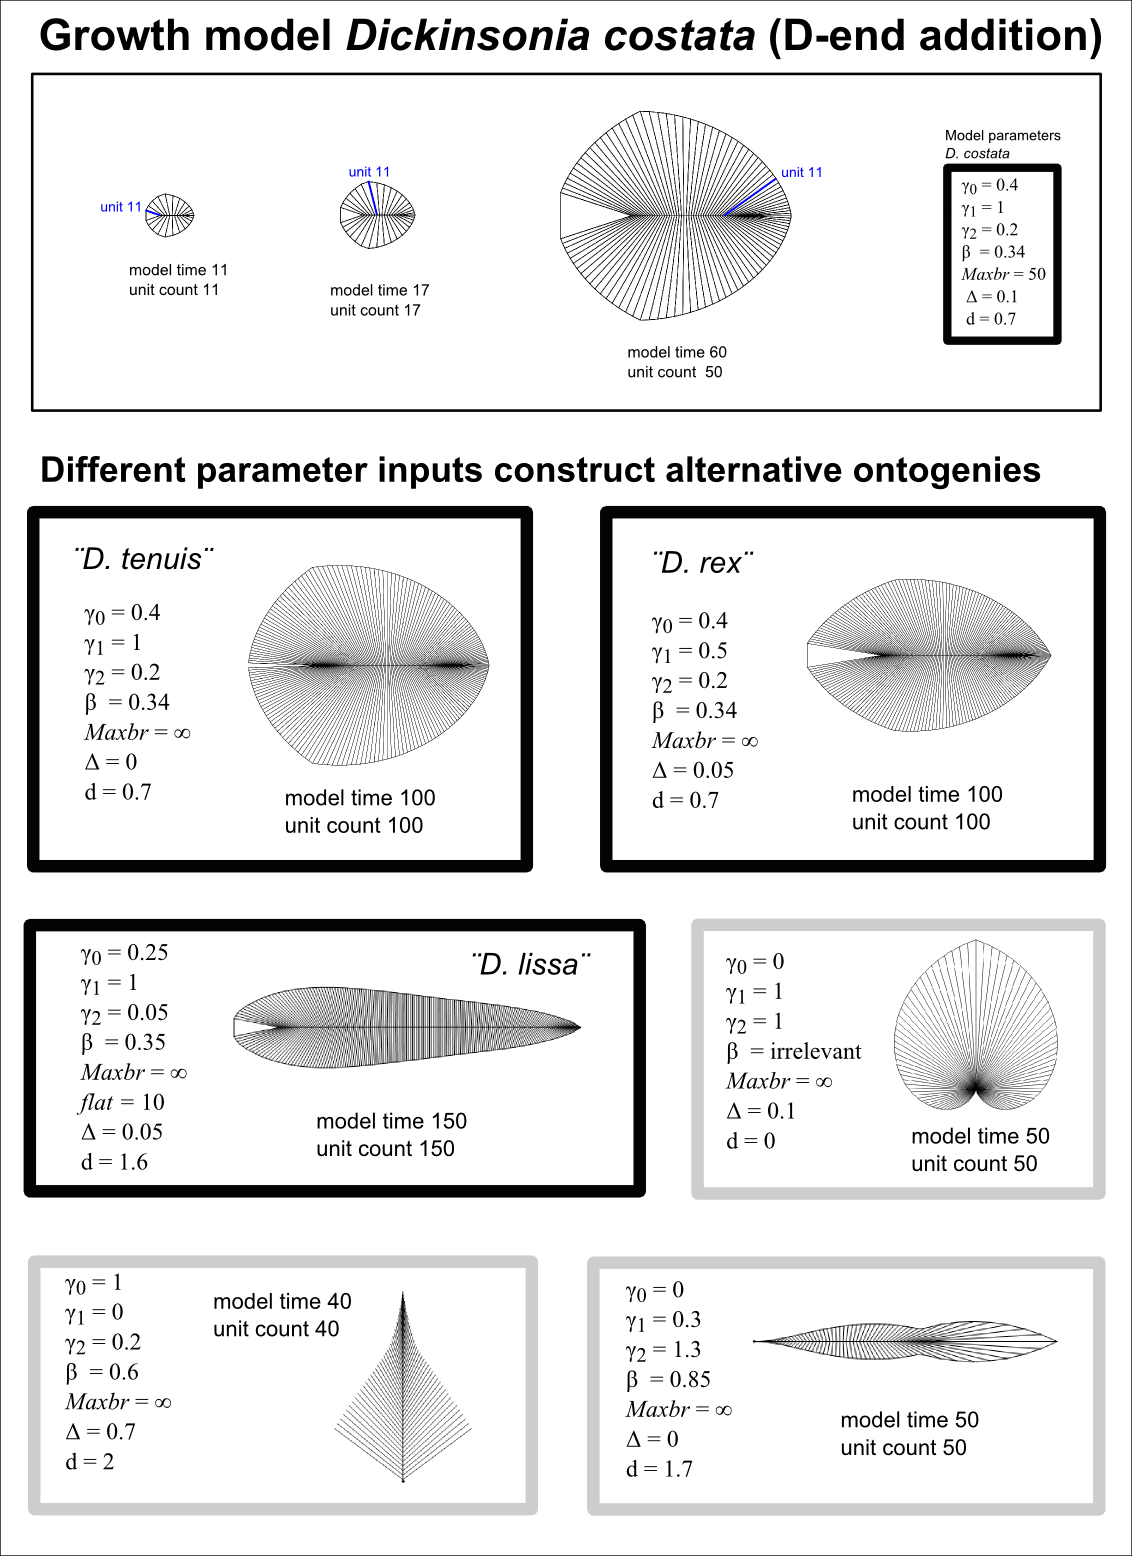 Growth model Dickinsonia costata (D-end addition)
unit 11
model time 11
unit count 11
unit 11
model time 17
unit count 17
unit 11
model time 60
unit count 50
Model parameters
D. costata
γ0 = 0.4
γ1 = 1
γ2 = 0.2
β = 0.34
Maxbr = 50
Δ = 0.1
d = 0.7
Different parameter inputs construct alternative ontogenies
¨D. tenuis¨
γ0 = 0.4
γ1 = 1
γ2 = 0.2
β = 0.34
Maxbr = ∞
Δ = 0
d = 0.7
model time 100
unit count 100
¨D. rex¨
γ0 = 0.4
γ1 = 0.5
γ2 = 0.2
β = 0.34
Maxbr = ∞
Δ = 0.05
d = 0.7
model time 100
unit count 100
¨D. lissa¨
γ0 = 0.25
γ1 = 1
γ2 = 0.05
β = 0.35
Maxbr = ∞
flat = 10
Δ = 0.05
d = 1.6
model time 150
unit count 150
γ0 = 0
γ1 = 1
γ2 = 1
β = irrelevant
Maxbr = ∞
Δ = 0.1
d = 0
model time 50
unit count 50
γ0 = 1
γ1 = 0
γ2 = 0.2
β = 0.6
Maxbr = ∞
Δ = 0.7
d = 2
model time 40
unit count 40
γ0 = 0
γ1 = 0.3
γ2 = 1.3
β = 0.85
Maxbr = ∞
Δ = 0
d = 1.7
model time 50
unit count 50